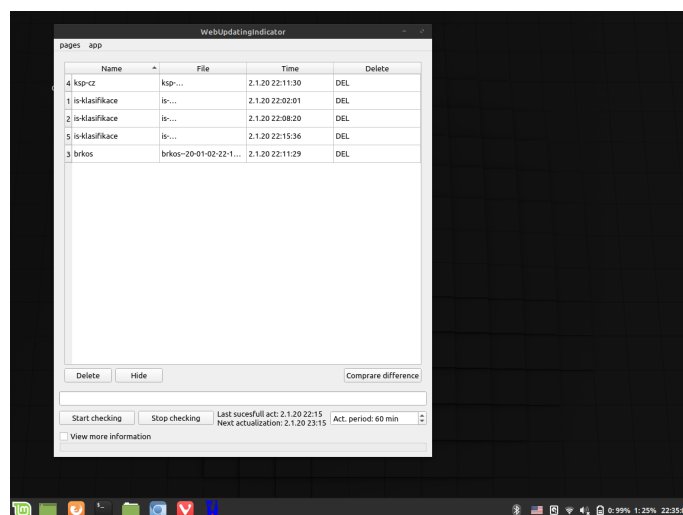 WebUpdatingIndicator
pages app
Name File Time Delete
4 ksp-cz ksp-... 2.1.20 22:11:30 DEL
1 is-klasifikace is-... 2.1.20 22:02:01 DEL
2 is-klasifikace is-... 2.1.20 22:08:20 DEL
5 is-klasifikace is-... 2.1.20 22:15:36 DEL
3 brkos brkos~20-01-02-22-1... 2.1.20 22:11:29 DEL
Delete Hide Comprare difference
Start checking Stop checking Last sucesfull act: 2.1.20 22:15 Act. period: 60 min
Next actualization: 2.1.20 23:15
View more information
0: 99% 1: 25% 22:35: